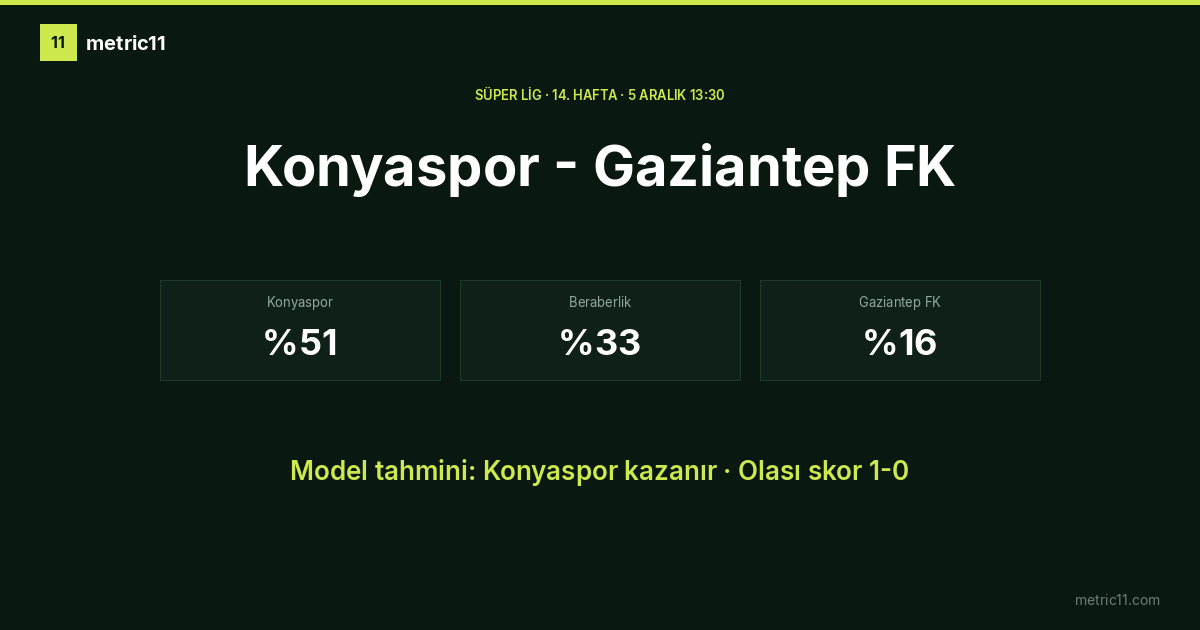 11 metric11
SÜPER LİG · 14. HAFTA · 5 ARALIK 13:30
Konyaspor - Gaziantep FK
Konyaspor
%51
Beraberlik
%33
Gaziantep FK
%16
Model tahmini: Konyaspor kazanır · Olası skor 1-0
metric11.com